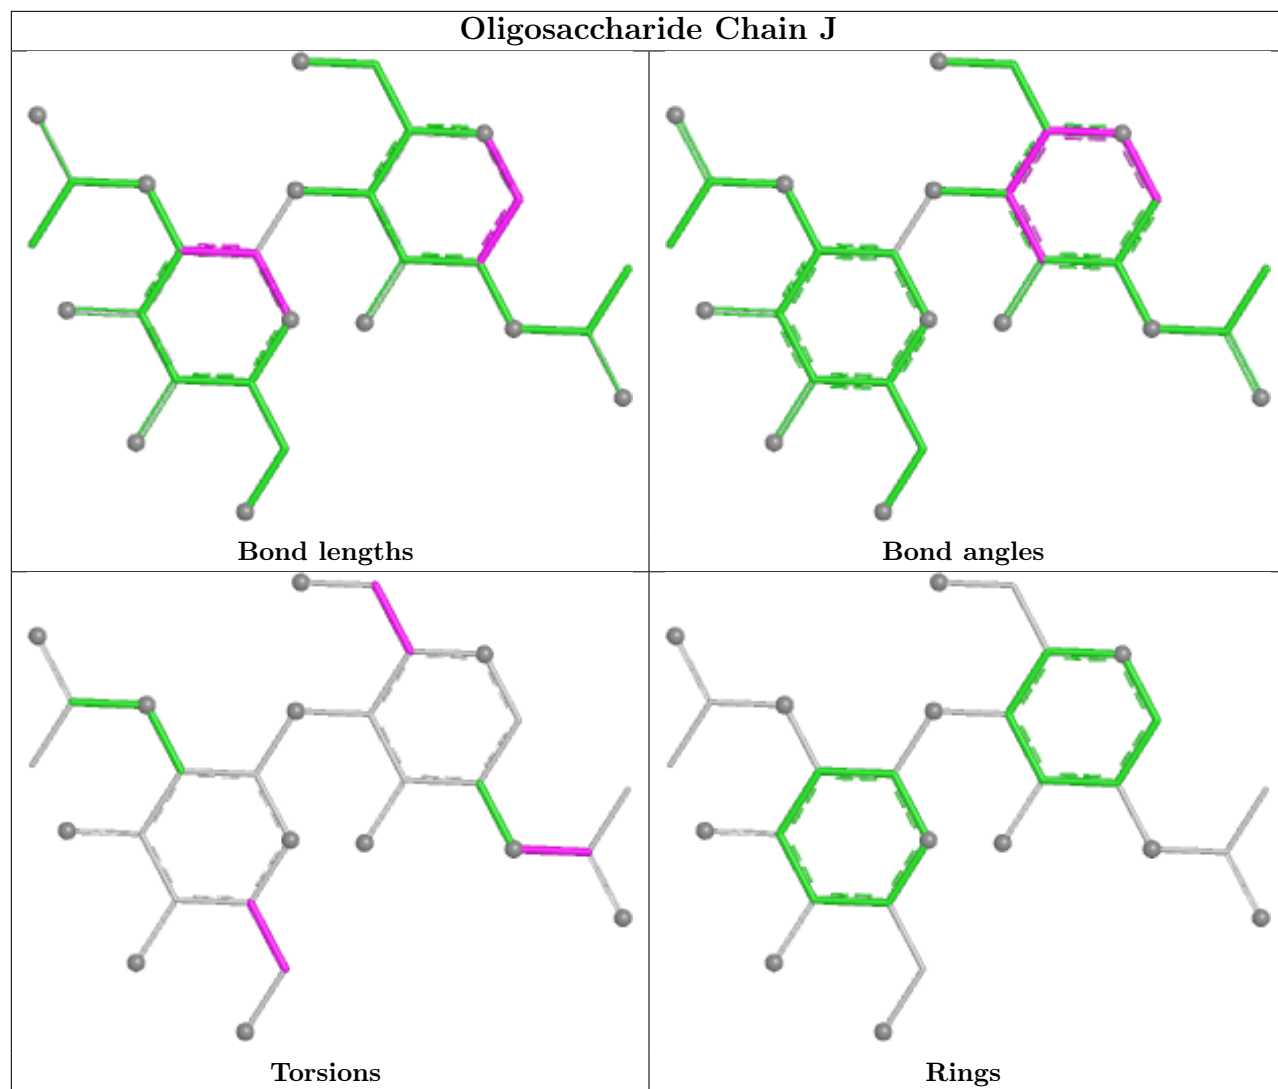 Oligosaccharide Chain J
Bond lengths
Bond angles
Torsions
Rings